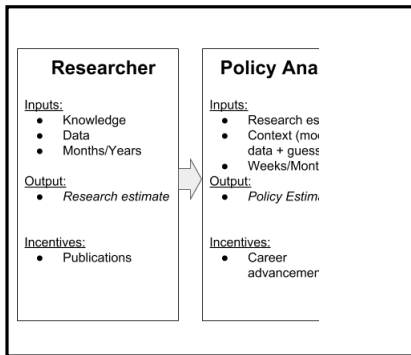 Researcher
Inputs:
● Knowledge
● Data
● Months/Years
Output:
● Research estimate
Incentives:
● Publications
Policy Ana
Inputs:
● Research es
● Context (mo
data + gues
● Weeks/Mont
Output:
● Policy Estim
Incentives:
● Career
advancemen